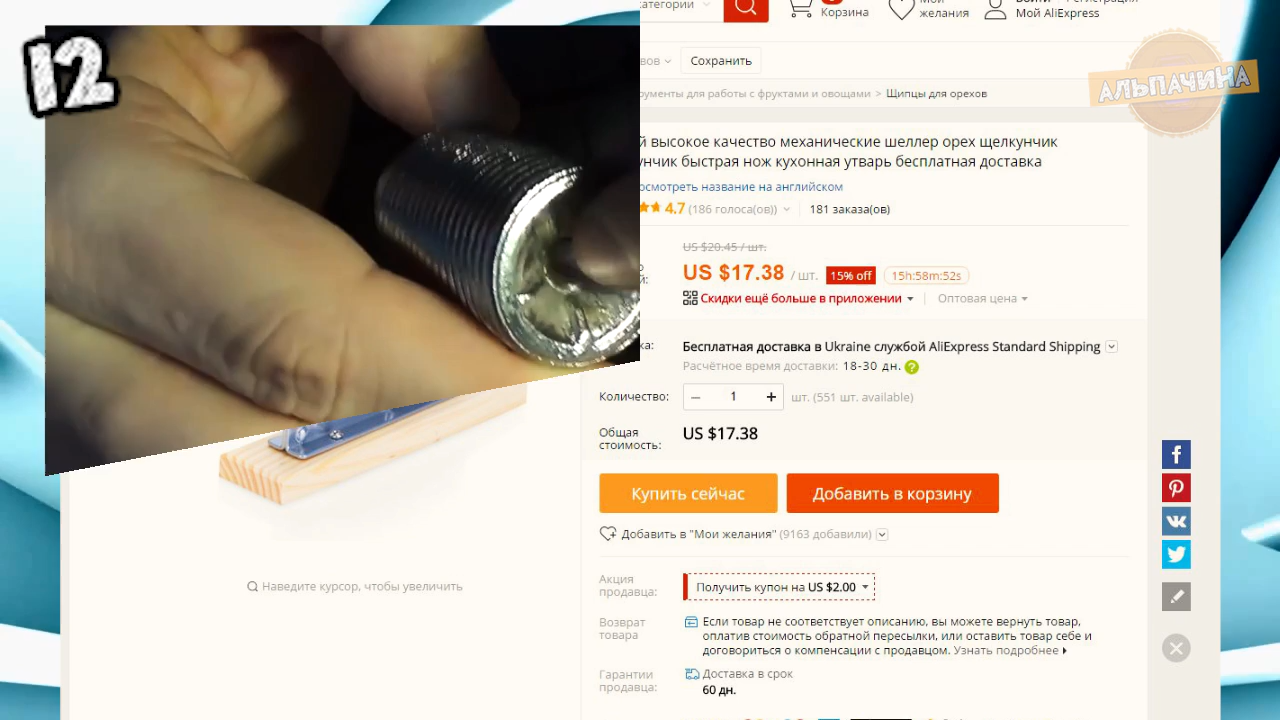 12
Корзина
желания
Мой AliExpress
Сохранить
АЛЬПАЧИНА
для работы с фруктами и овощами > Щипцы для орехов
высокое качество механические шеллер орех щелкунчик
быстрая нож кухонная утварь бесплатная доставка
название на английском
4.7 (186 голоса(ов)) 181 заказа(ов)
US $20.45 / шт.
US $17.38 / шт. 15% off 15h:58m:52s
Скидки ещё больше в приложении Оптовая цена
Бесплатная доставка в Ukraine службой AliExpress Standard Shipping
Расчётное время доставки: 18-30 дн. ?
Количество: − 1 + шт. (551 шт. available)
Общая стоимость: US $17.38
Купить сейчас Добавить в корзину
Добавить в "Мои желания" (9163 добавили)
Наведите курсор, чтобы увеличить
Акция продавца: Получить купон на US $2.00
Возврат товара Если товар не соответствует описанию, вы можете вернуть товар,
оплатив стоимость обратной пересылки, или оставить товар себе и
договориться о компенсации с продавцом. Узнать подробнее
Гарантии продавца: Доставка в срок
60 дн.